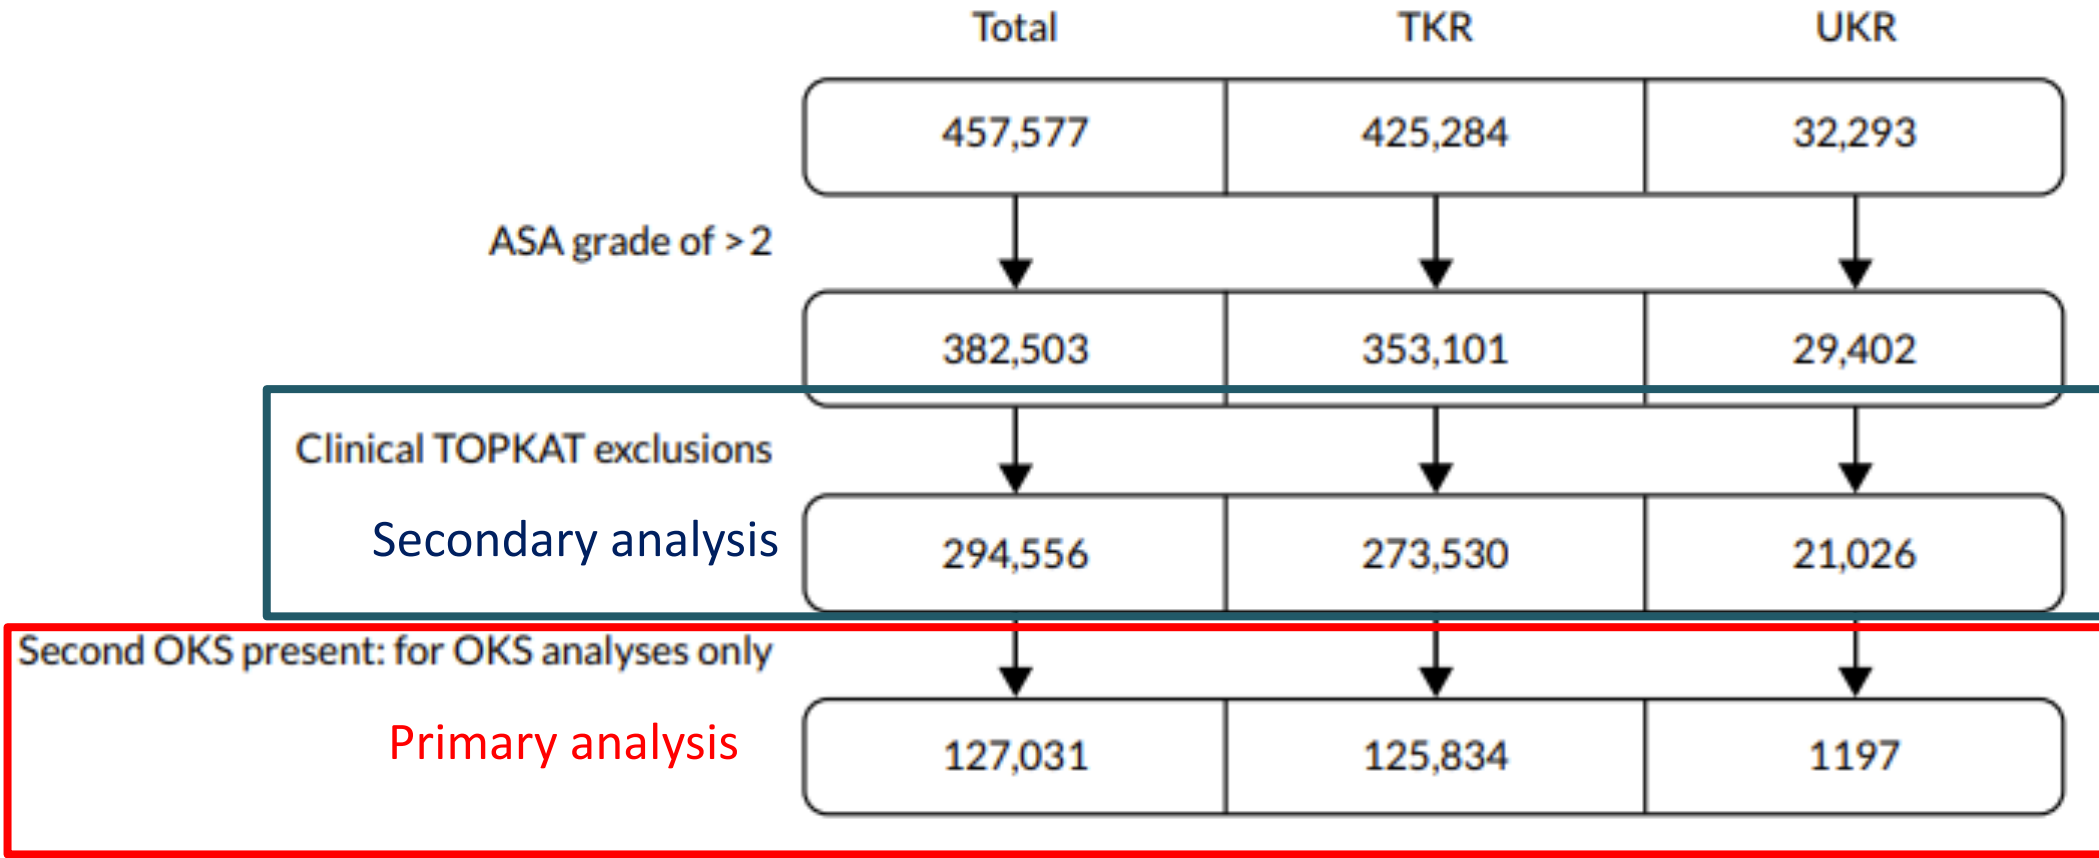 Total TKR UKR
457,577 425,284 32,293
ASA grade of > 2
382,503 353,101 29,402
Clinical TOPKAT exclusions
Secondary analysis
294,556 273,530 21,026
Second OKS present: for OKS analyses only
Primary analysis
127,031 125,834 1197